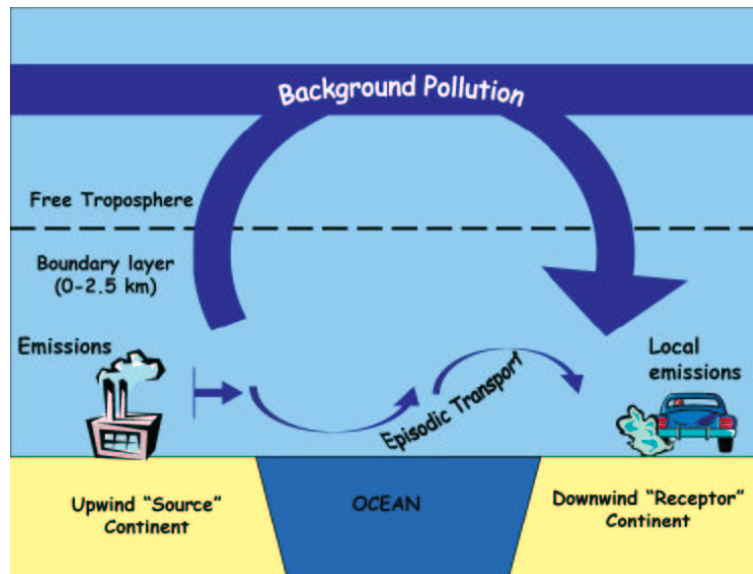 Background Pollution
Free Troposphere
Boundary layer
(0-2.5 km)
Emissions
Local
emissions
Episodic Transport
Upwind “Source”
Continent
OCEAN
Downwind “Receptor”
Continent